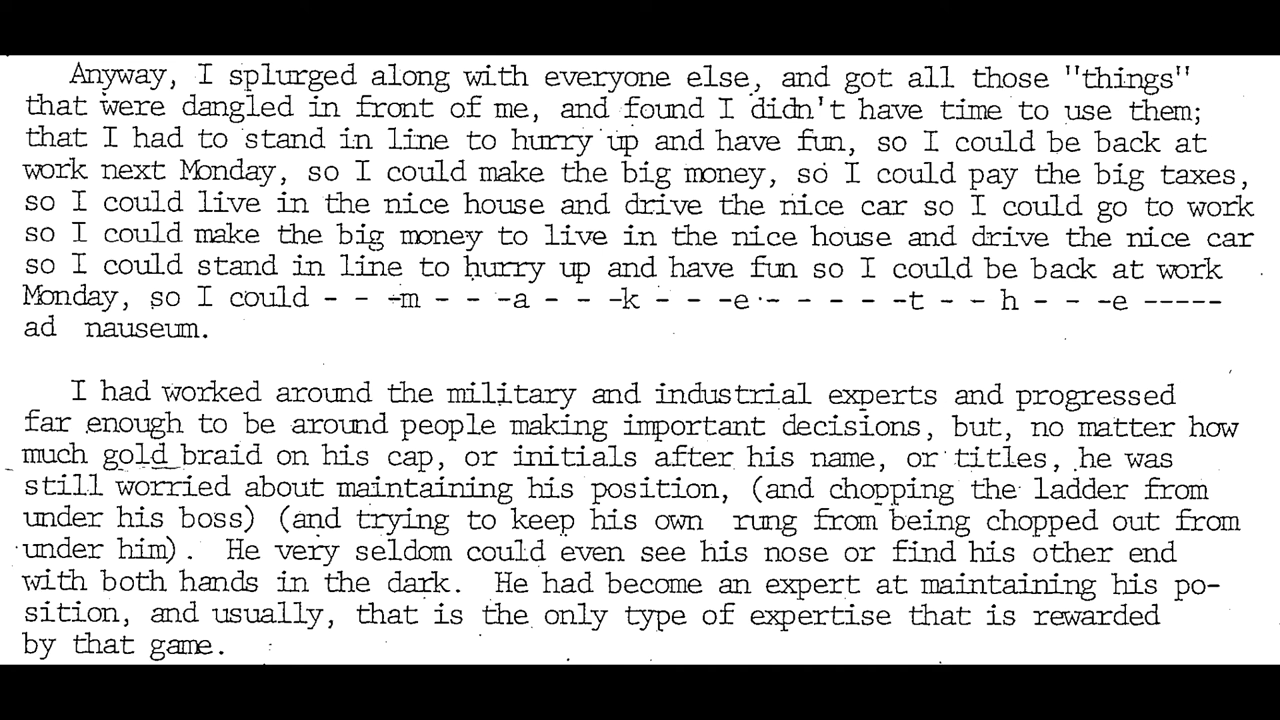 Anyway, I splurged along with everyone else, and got all those "things"
that were dangled in front of me, and found I didn't have time to use them;
that I had to stand in line to hurry up and have fun, so I could be back at
work next Monday, so I could make the big money, so I could pay the big taxes,
so I could live in the nice house and drive the nice car so I could go to work
so I could make the big money to live in the nice house and drive the nice car
so I could stand in line to hurry up and have fun so I could be back at work
Monday, so I could - - -m - - -a - - -k - - -e - - - - -t - - h - - -e -----
ad nauseum.
I had worked around the military and industrial experts and progressed
far enough to be around people making important decisions, but, no matter how
much gold braid on his cap, or initials after his name, or titles, he was
still worried about maintaining his position, (and chopping the ladder from
under his boss) (and trying to keep his own rung from being chopped out from
under him). He very seldom could even see his nose or find his other end
with both hands in the dark. He had become an expert at maintaining his po-
sition, and usually, that is the only type of expertise that is rewarded
by that game.